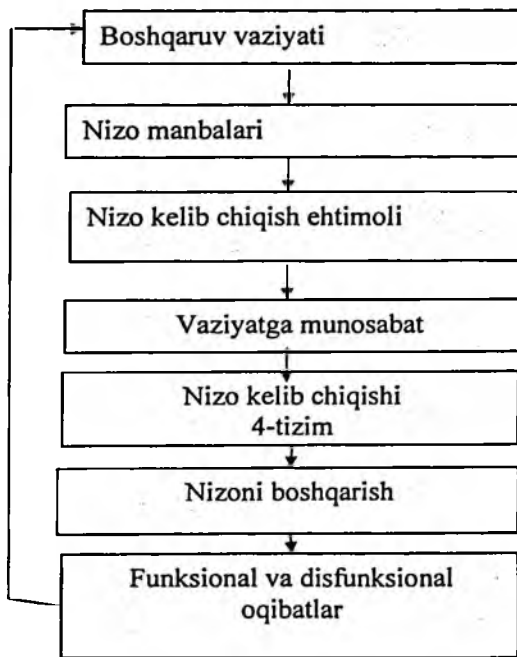 Boshqaruv vaziyati
Nizo manbalari
Nizo kelib chiqish ehtimoli
Vaziyatga munosabat
Nizo kelib chiqishi
4-tizim
Nizoni boshqarish
Funksional va disfunksional
oqibatlar